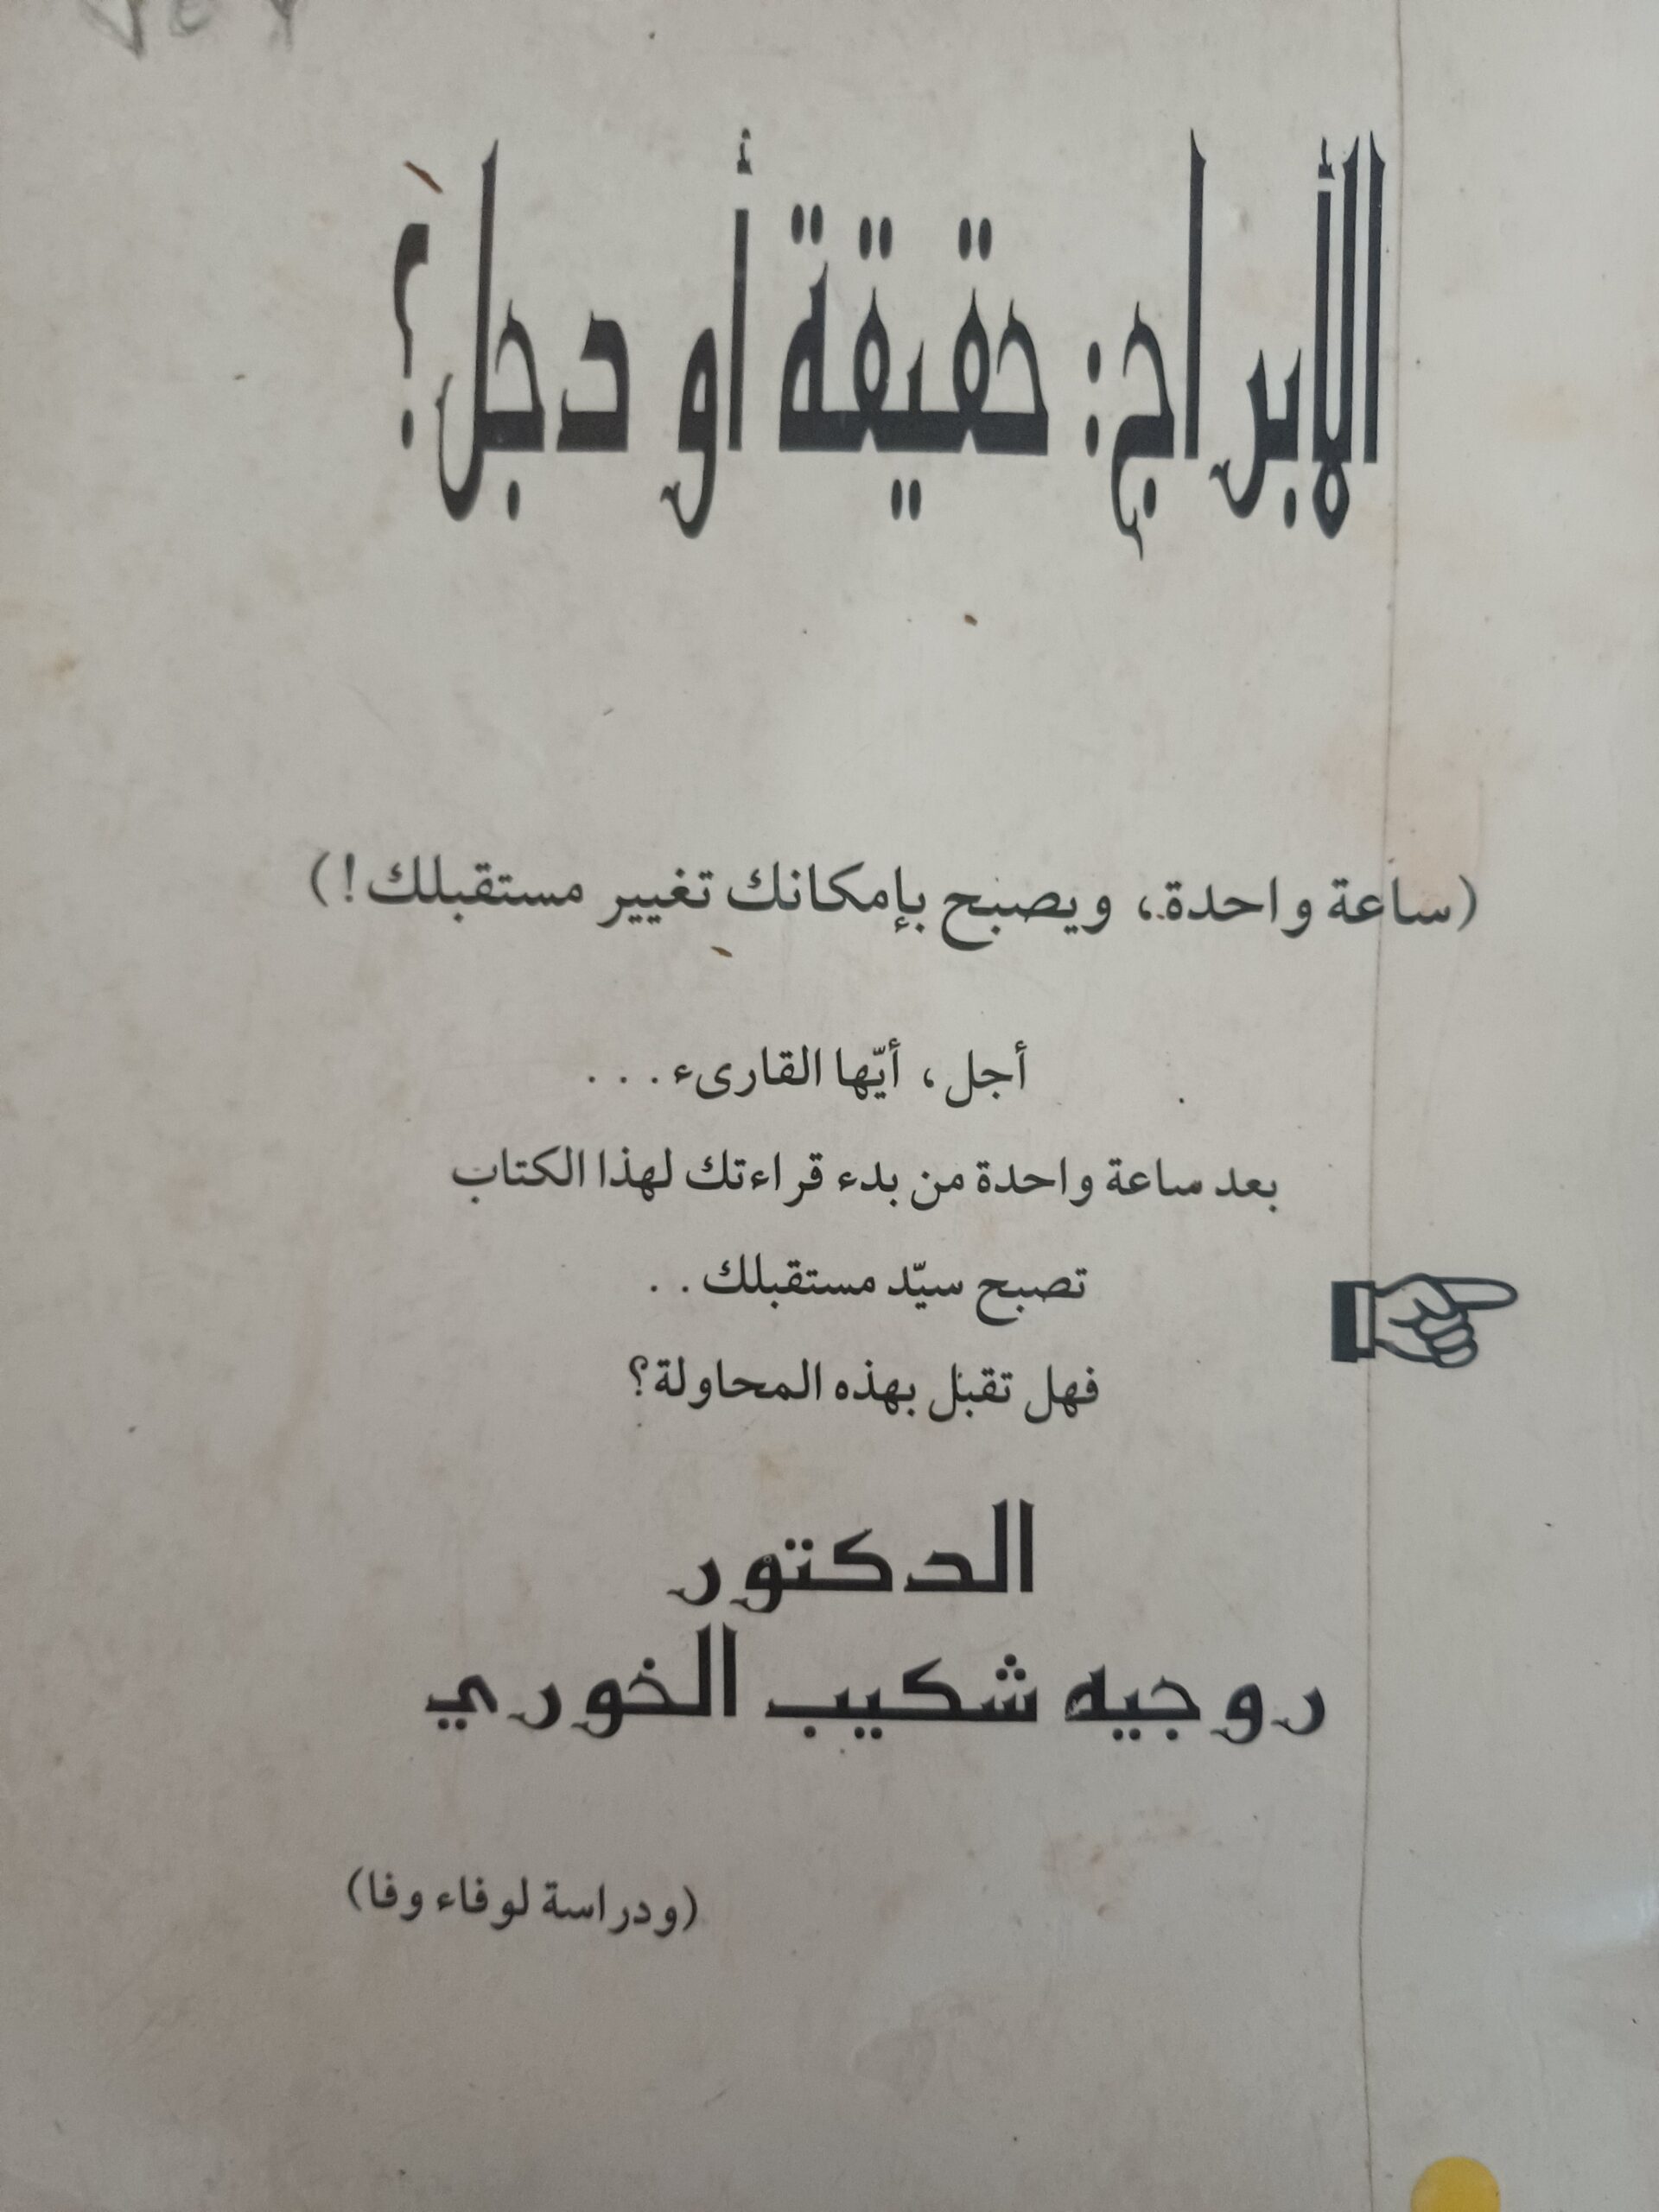 الأبراج: حقيقة أو دجل؟
(ساعة واحدة، ويصبح بإمكانك تغيير مستقبلك!)
أجل، أيّها القارىء...
بعد ساعة واحدة من بدء قراءتك لهذا الكتاب
تصبح سيّد مستقبلك..
فهل تقبل بهذه المحاولة؟
الدكتور
روجيه شكيب الخوري
(ودراسة لوفاء وفا)